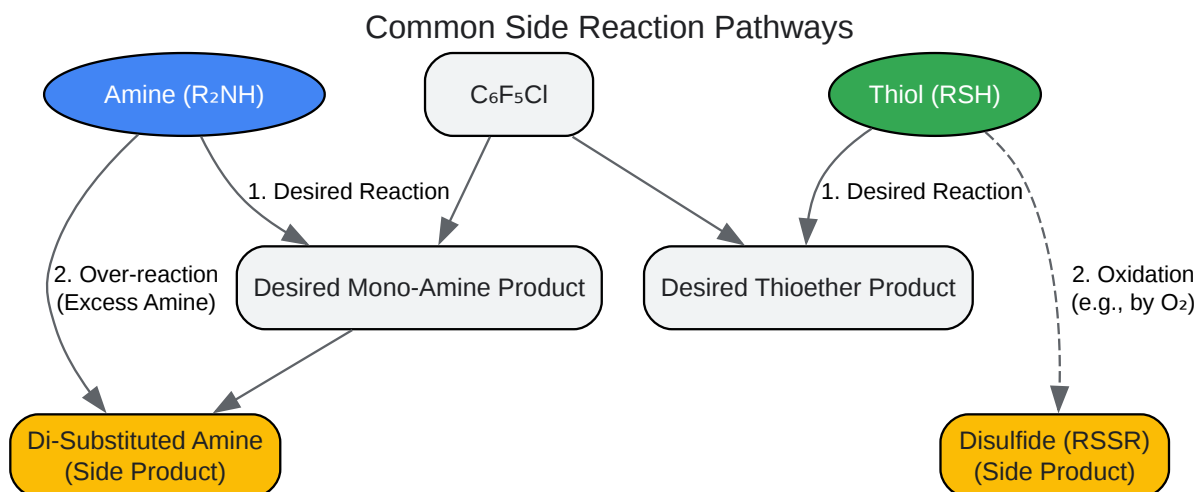 Common Side Reaction Pathways
Amine (R₂NH)
C₆F₅Cl
Thiol (RSH)
1. Desired Reaction
1. Desired Reaction
2. Over-reaction
(Excess Amine)
Desired Mono-Amine Product
Desired Thioether Product
2. Oxidation
(e.g., by O₂)
Di-Substituted Amine
(Side Product)
Disulfide (RSSR)
(Side Product)